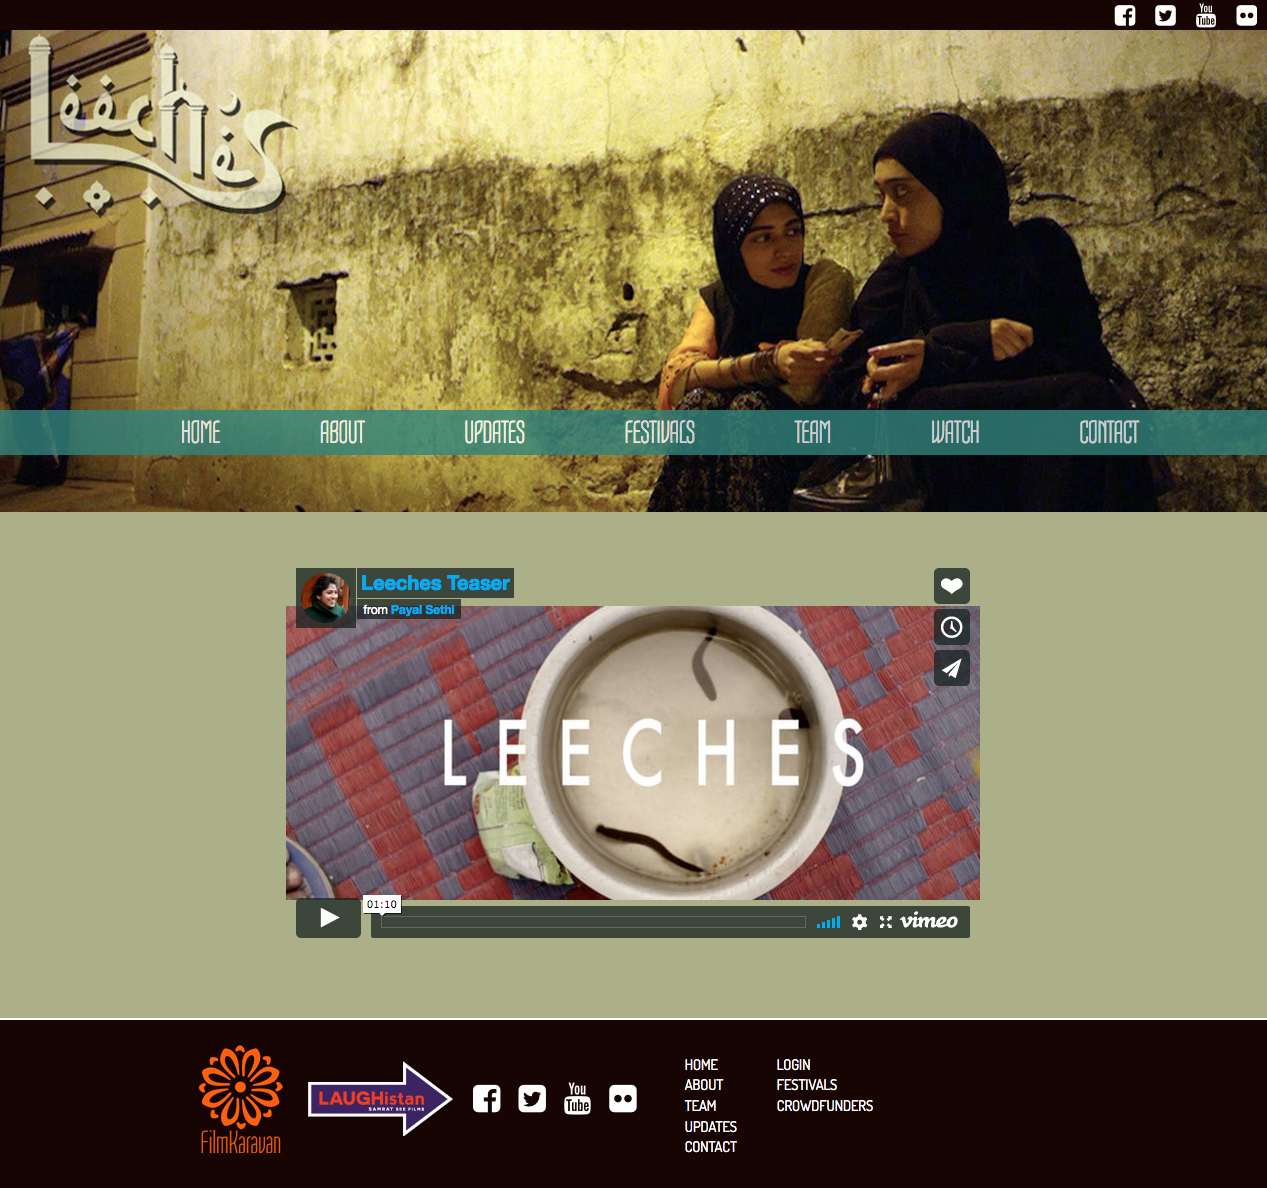 You
Tube
Leeches
HOME ABOUT UPDATES FESTIVALS TEAM WATCH CONTACT
Leeches Teaser
from Payal Sethi
LEECHES
01:10
vimeo
FilmKaravan
LAUGHistan
SAMRAT SEE FILMS
You
Tube
HOME
ABOUT
TEAM
UPDATES
CONTACT
LOGIN
FESTIVALS
CROWDFUNDERS